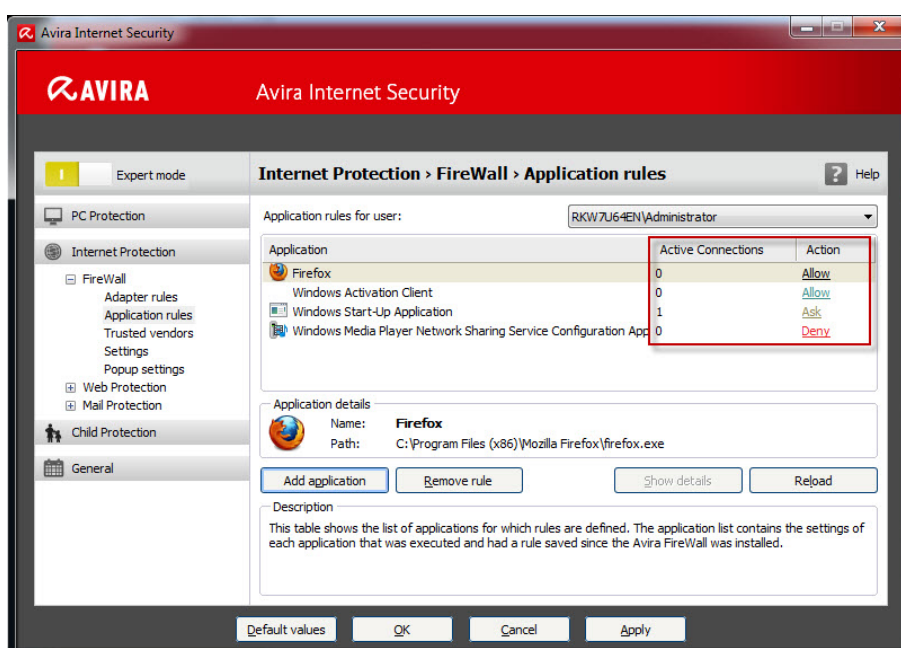 Avira Internet Security
AVIRA Avira Internet Security
Expert mode
Internet Protection › FireWall › Application rules
? Help
PC Protection
Internet Protection
FireWall
Adapter rules
Application rules
Trusted vendors
Settings
Popup settings
Web Protection
Mail Protection
Child Protection
General
Application rules for user: RKW7U64EN\Administrator
Application Active Connections Action
Firefox 0 Allow
Windows Activation Client 0 Allow
Windows Start-Up Application 1 Ask
Windows Media Player Network Sharing Service Configuration App 0 Deny
Application details
Name: Firefox
Path: C:\Program Files (x86)\Mozilla Firefox\firefox.exe
Add application Remove rule Show details Reload
Description
This table shows the list of applications for which rules are defined. The application list contains the settings of
each application that was executed and had a rule saved since the Avira FireWall was installed.
Default values OK Cancel Apply